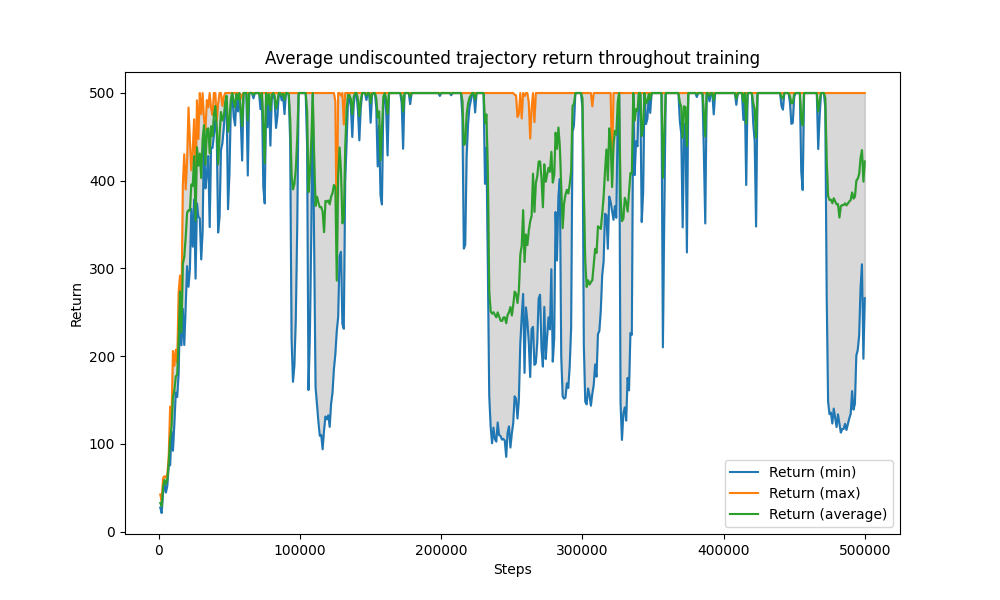 Average undiscounted trajectory return throughout training
500
400
300
200
100
0
Return
0 100000 200000 300000 400000 500000
Steps
Return (min)
Return (max)
Return (average)